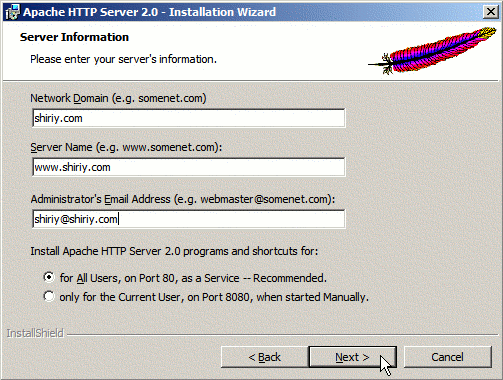 Apache HTTP Server 2.0 - Installation Wizard
Server Information
Please enter your server's information.
Network Domain (e.g. somenet.com)
shiriy.com
Server Name (e.g. www.somenet.com):
www.shiriy.com
Administrator's Email Address (e.g. webmaster@somenet.com):
shiriy@shiriy.com
Install Apache HTTP Server 2.0 programs and shortcuts for:
for All Users, on Port 80, as a Service -- Recommended.
only for the Current User, on Port 8080, when started Manually.
InstallShield
< Back
Next >
Cancel